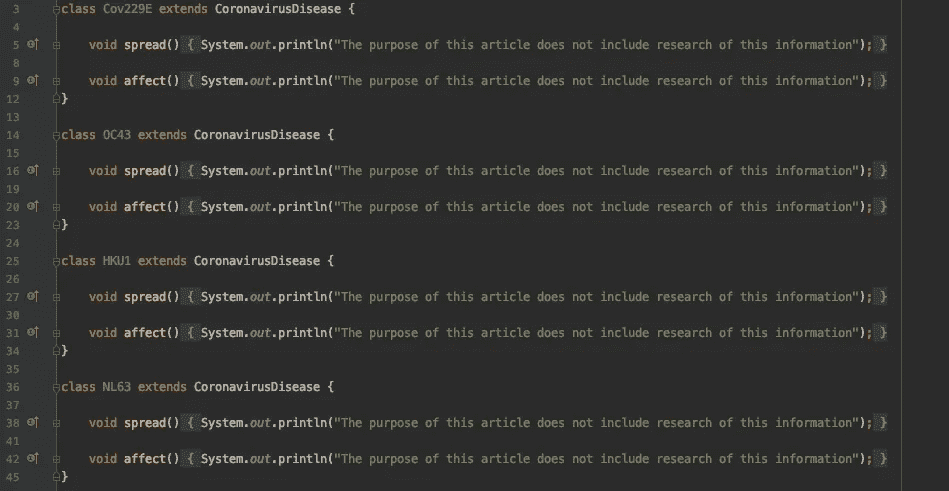 3 class Cov229E extends CoronavirusDisease {
4
5 void spread() { System.out.println("The purpose of this article does not include research of this information"); }
8
9 void affect() { System.out.println("The purpose of this article does not include research of this information"); }
12 }
13
14 class OC43 extends CoronavirusDisease {
15
16 void spread() { System.out.println("The purpose of this article does not include research of this information"); }
19
20 void affect() { System.out.println("The purpose of this article does not include research of this information"); }
23 }
24
25 class HKU1 extends CoronavirusDisease {
26
27 void spread() { System.out.println("The purpose of this article does not include research of this information"); }
30
31 void affect() { System.out.println("The purpose of this article does not include research of this information"); }
34 }
35
36 class NL63 extends CoronavirusDisease {
37
38 void spread() { System.out.println("The purpose of this article does not include research of this information"); }
41
42 void affect() { System.out.println("The purpose of this article does not include research of this information"); }
45 }